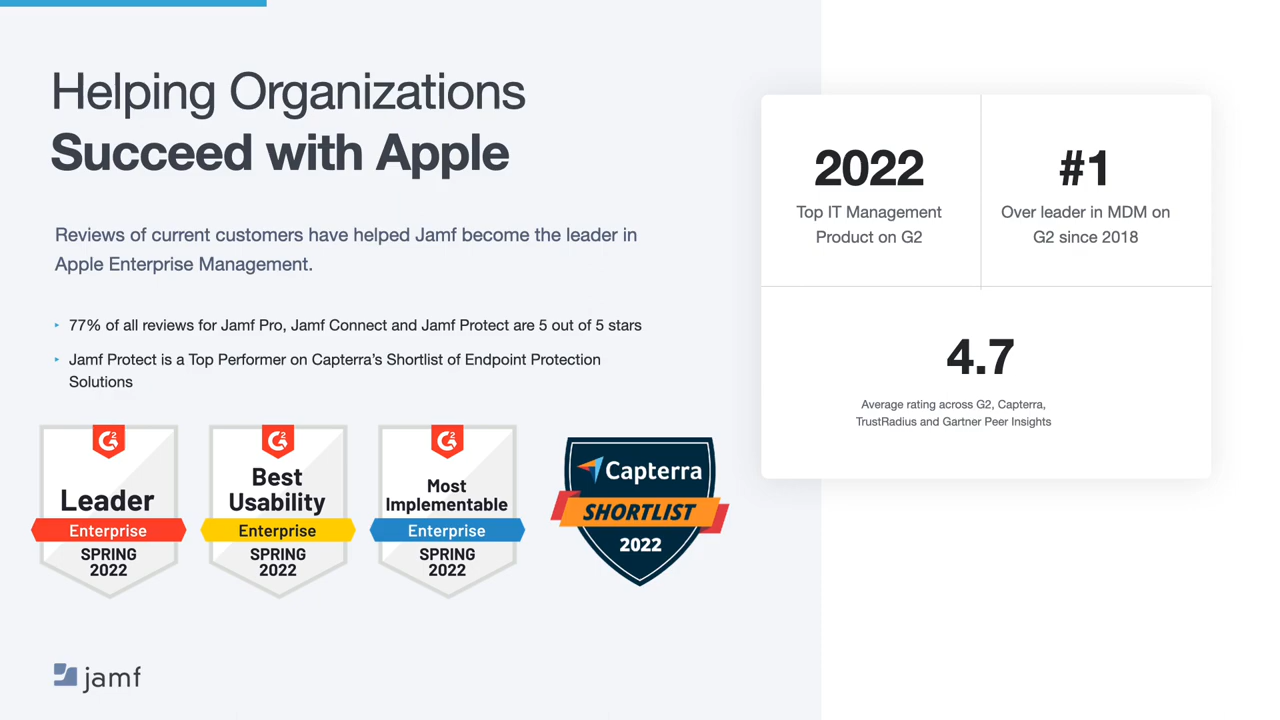 Helping Organizations
Succeed with Apple
Reviews of current customers have helped Jamf become the leader in
Apple Enterprise Management.
77% of all reviews for Jamf Pro, Jamf Connect and Jamf Protect are 5 out of 5 stars
Jamf Protect is a Top Performer on Capterra’s Shortlist of Endpoint Protection
Solutions
G2
Leader
Enterprise
SPRING
2022
G2
Best
Usability
Enterprise
SPRING
2022
G2
Most
Implementable
Enterprise
SPRING
2022
Capterra
SHORTLIST
2022
jamf
2022
Top IT Management
Product on G2
#1
Over leader in MDM on
G2 since 2018
4.7
Average rating across G2, Capterra,
TrustRadius and Gartner Peer Insights